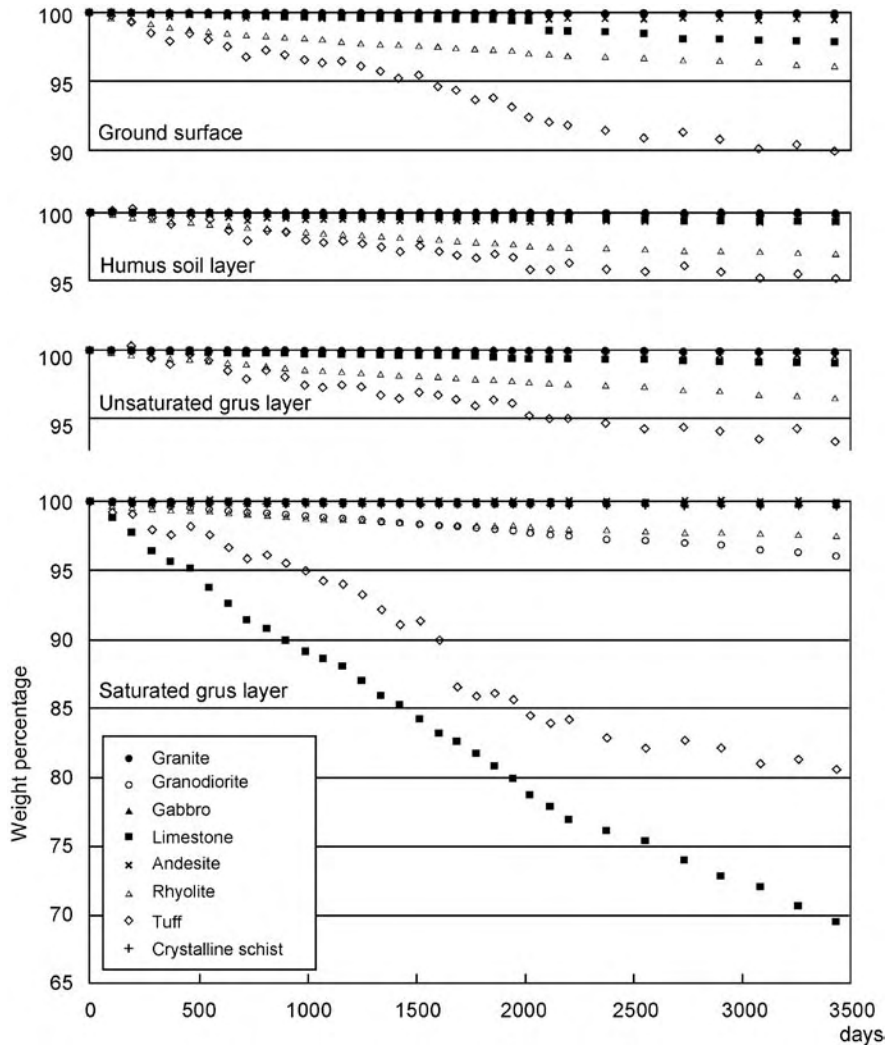 100
95
90
Ground surface
100
95
Humus soil layer
100
95
Unsaturated grus layer
100
95
90
85
80
75
70
65
Saturated grus layer
Weight percentage
Granite
Granodiorite
Gabbro
Limestone
Andesite
Rhyolite
Tuff
Crystalline schist
0 500 1000 1500 2000 2500 3000 3500
days